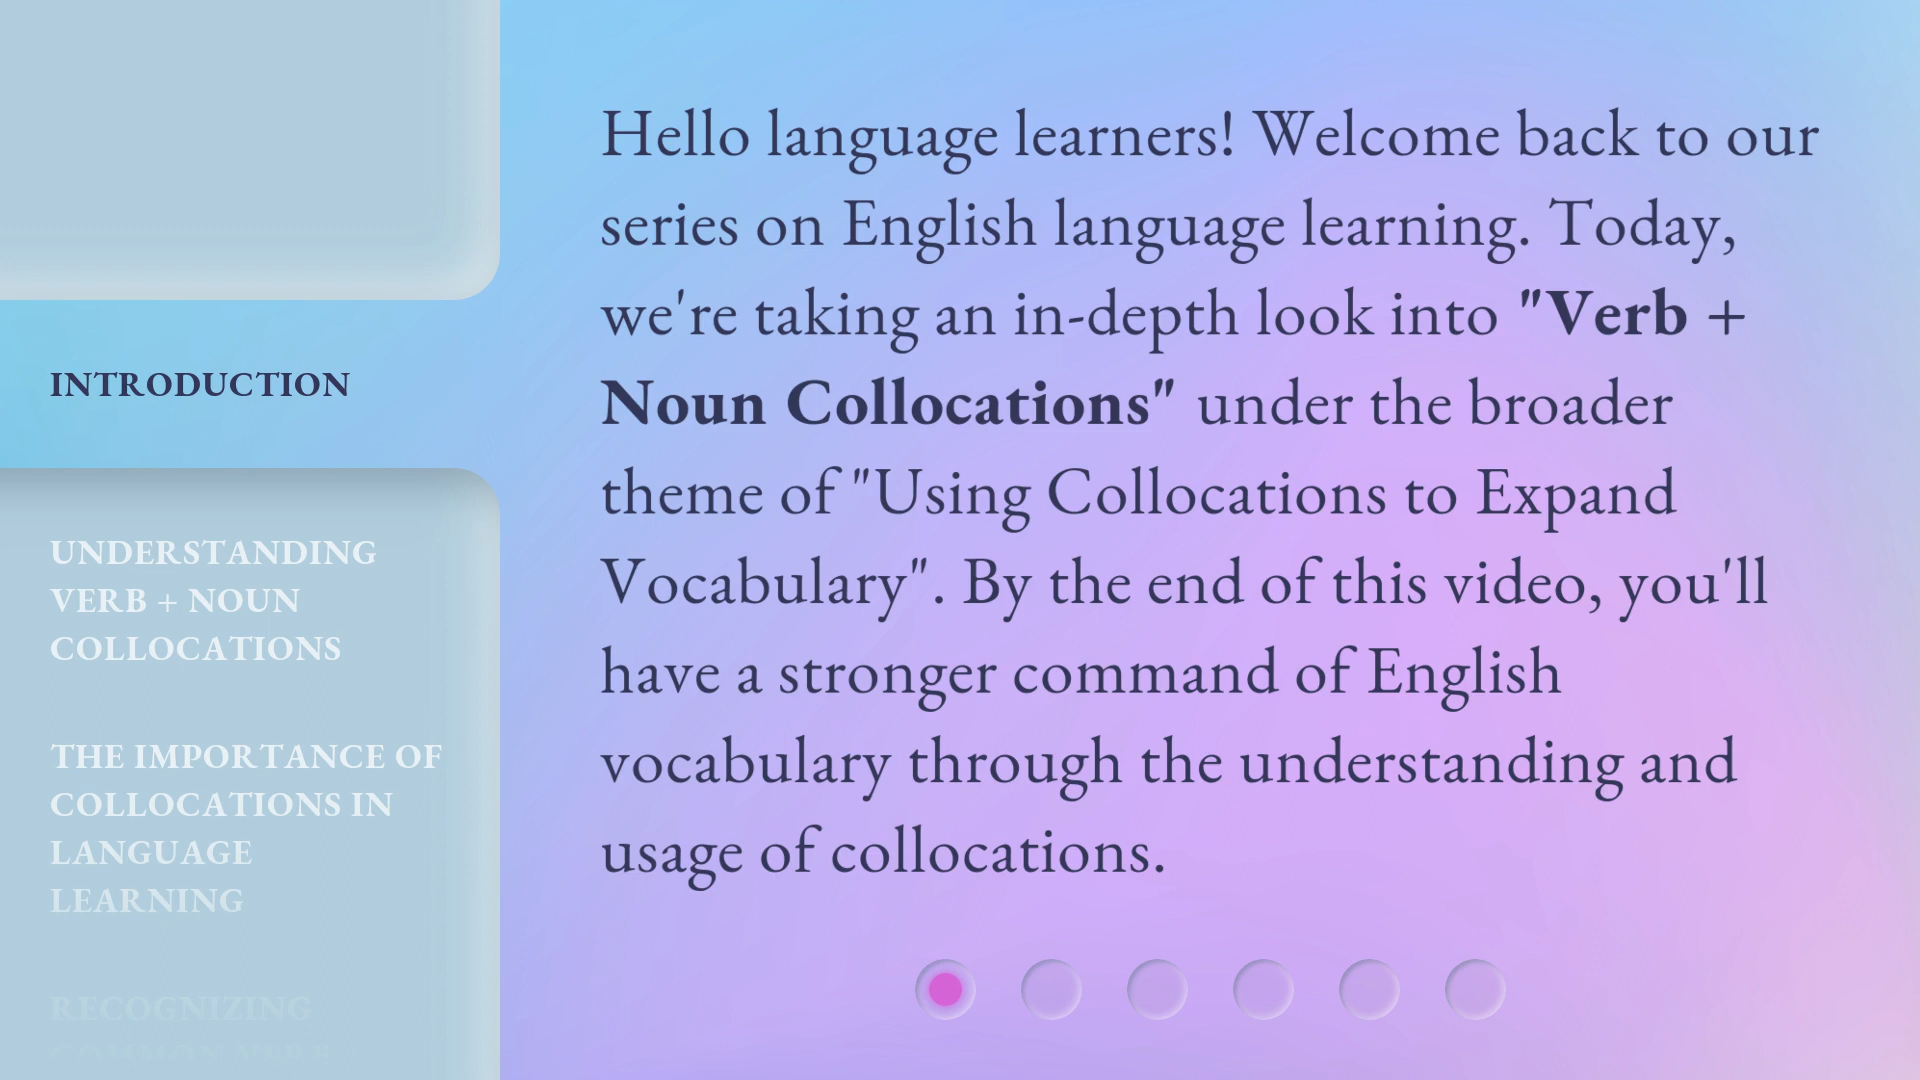 INTRODUCTION
UNDERSTANDING
VERB + NOUN
COLLOCATIONS
THE IMPORTANCE OF
COLLOCATIONS IN
LANGUAGE
LEARNING
RECOGNIZING
COMMON VERB +
Hello language learners! Welcome back to our
series on English language learning. Today,
we're taking an in-depth look into "Verb +
Noun Collocations" under the broader
theme of "Using Collocations to Expand
Vocabulary". By the end of this video, you'll
have a stronger command of English
vocabulary through the understanding and
usage of collocations.